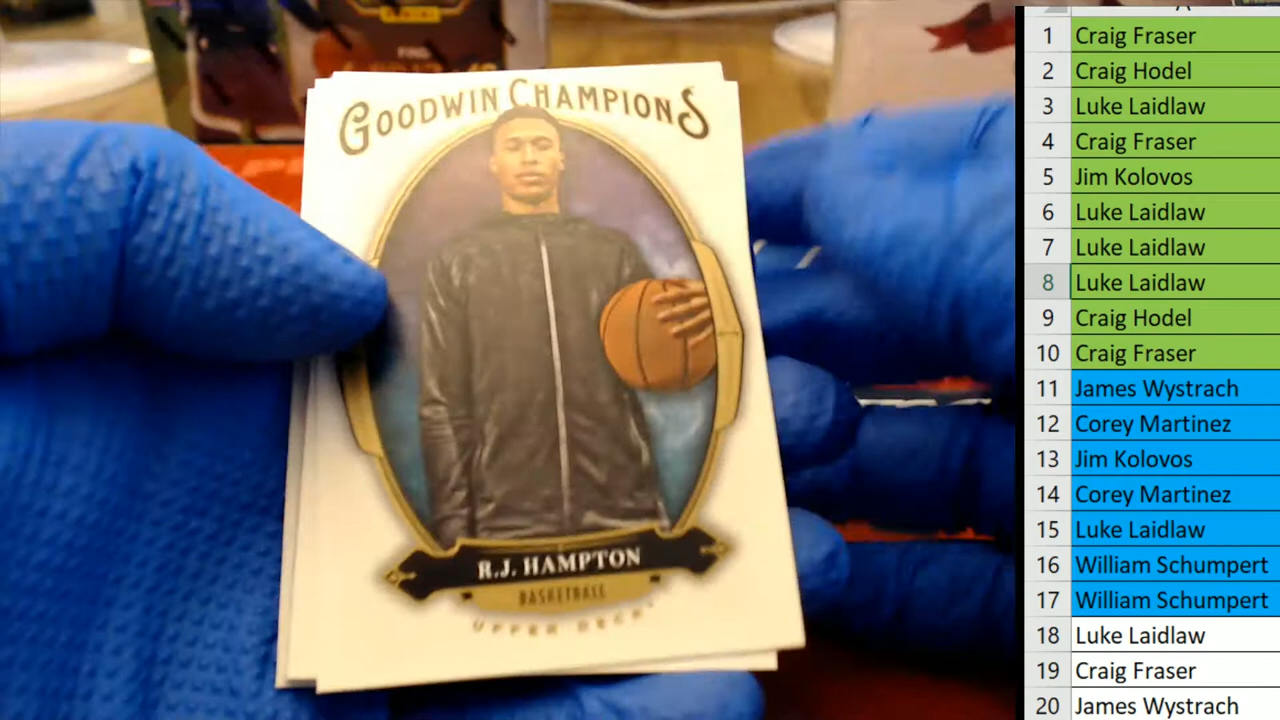 GOODWIN CHAMPIONS
R.J. HAMPTON
BASKETBALL
UPPER DECK
A
1 Craig Fraser
2 Craig Hodel
3 Luke Laidlaw
4 Craig Fraser
5 Jim Kolovos
6 Luke Laidlaw
7 Luke Laidlaw
8 Luke Laidlaw
9 Craig Hodel
10 Craig Fraser
11 James Wystrach
12 Corey Martinez
13 Jim Kolovos
14 Corey Martinez
15 Luke Laidlaw
16 William Schumpert
17 William Schumpert
18 Luke Laidlaw
19 Craig Fraser
20 James Wystrach